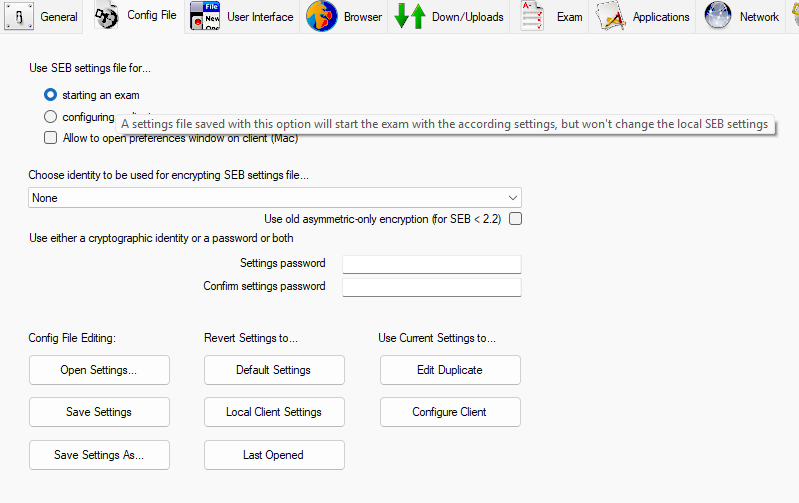 General Config File File New Ope User Interface Browser Down/Uploads Exam Applications Network
Use SEB settings file for...
starting an exam
configuring
A settings file saved with this option will start the exam with the according settings, but won't change the local SEB settings
Allow to open preferences window on client (Mac)
Choose identity to be used for encrypting SEB settings file...
None
Use old asymmetric-only encryption (for SEB < 2.2)
Use either a cryptographic identity or a password or both
Settings password
Confirm settings password
Config File Editing: Revert Settings to... Use Current Settings to...
Open Settings... Default Settings Edit Duplicate
Save Settings Local Client Settings Configure Client
Save Settings As... Last Opened